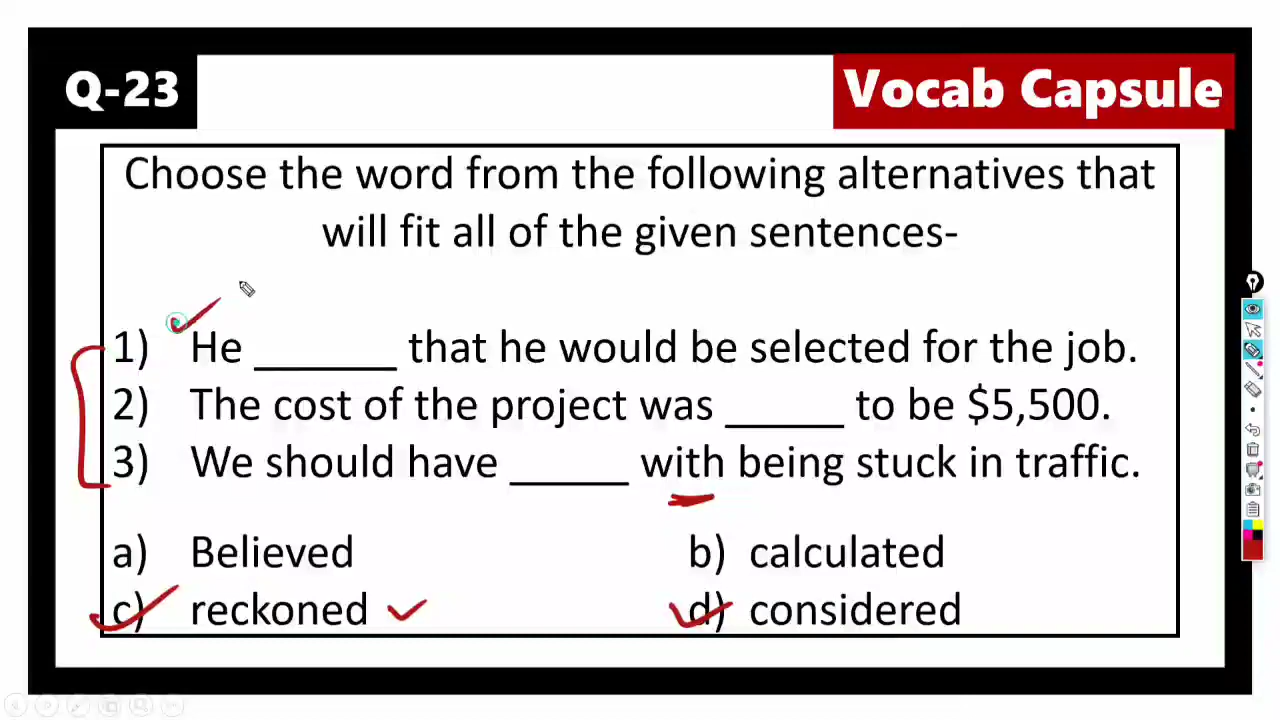 Q-23
Vocab Capsule
Choose the word from the following alternatives that
will fit all of the given sentences-
1) He ______ that he would be selected for the job.
2) The cost of the project was _____ to be $5,500.
3) We should have _____ with being stuck in traffic.
a) Believed b) calculated
c) reckoned d) considered